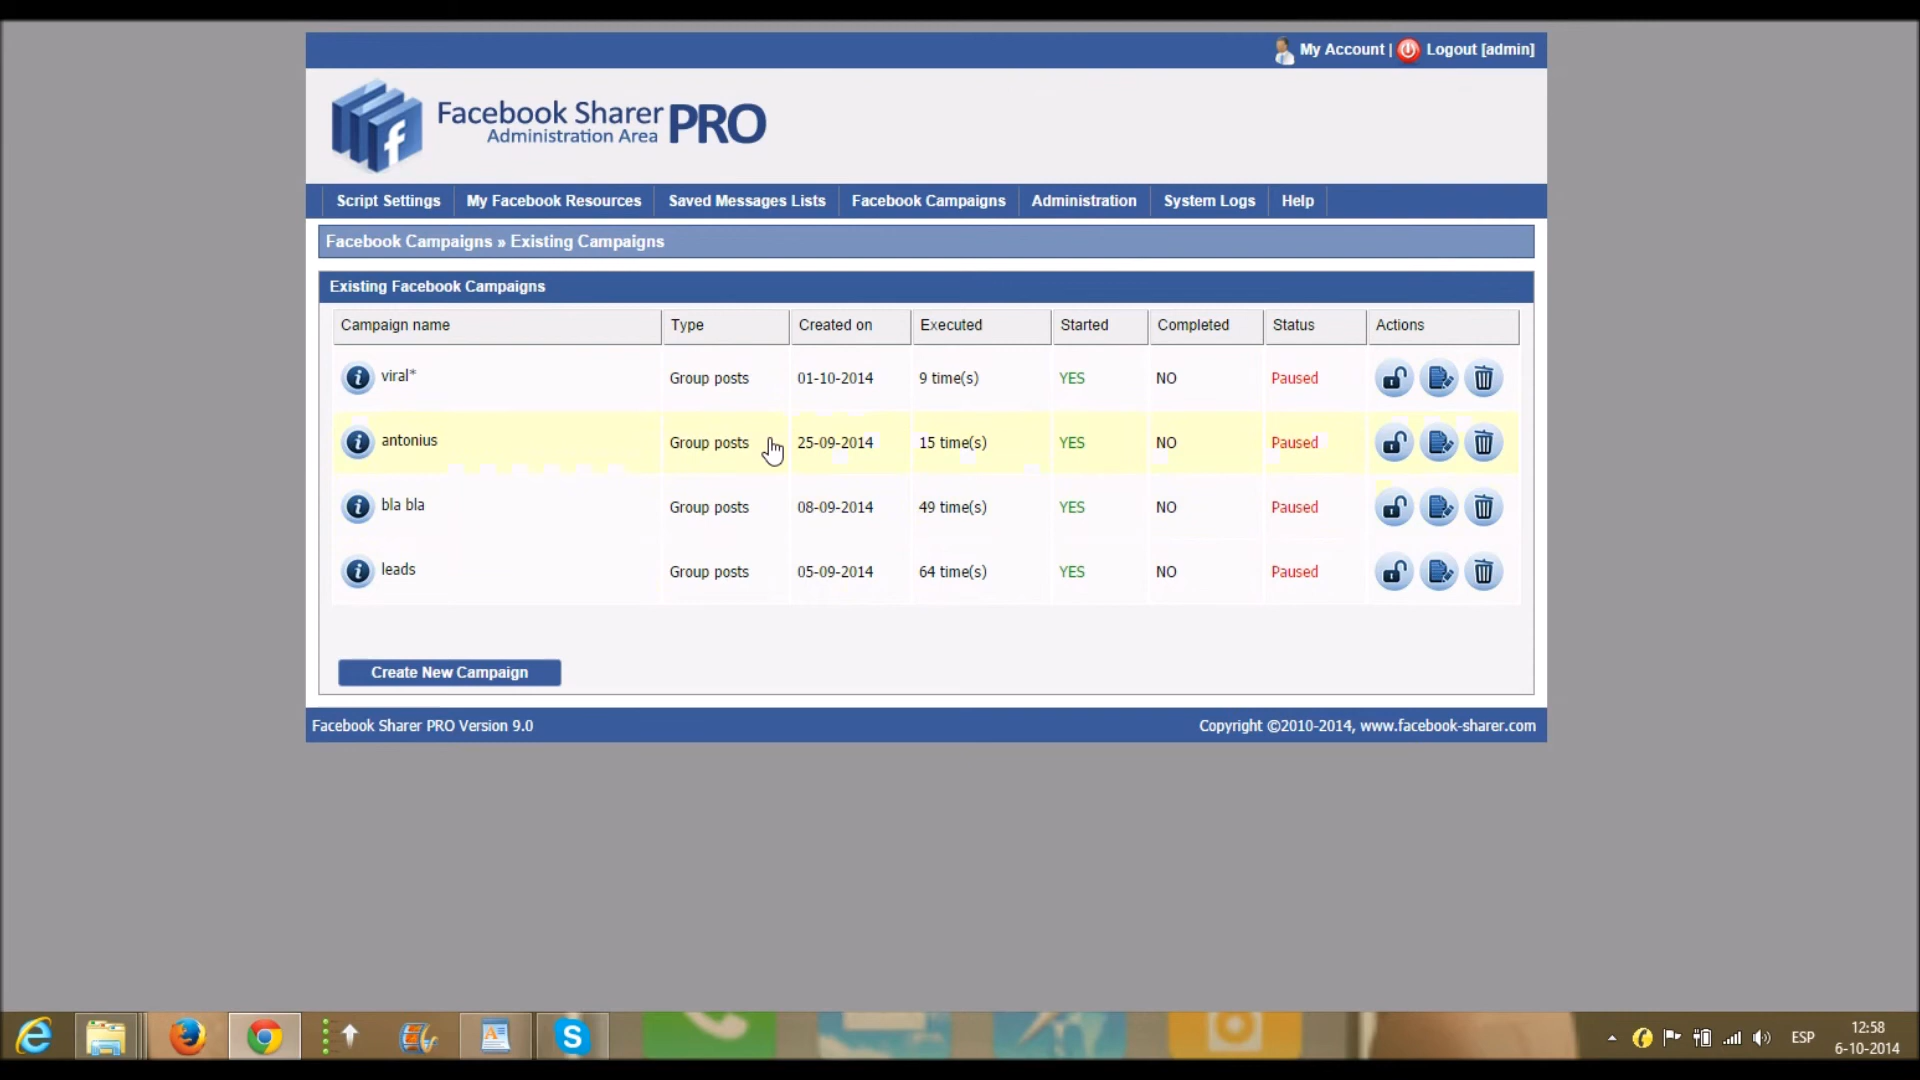 My Account | Logout [admin]
Facebook Sharer PRO
Administration Area
Script Settings My Facebook Resources Saved Messages Lists Facebook Campaigns Administration System Logs Help
Facebook Campaigns » Existing Campaigns
Existing Facebook Campaigns
Campaign name Type Created on Executed Started Completed Status Actions
viral* Group posts 01-10-2014 9 time(s) YES NO Paused
antonius Group posts 25-09-2014 15 time(s) YES NO Paused
bla bla Group posts 08-09-2014 49 time(s) YES NO Paused
leads Group posts 05-09-2014 64 time(s) YES NO Paused
Create New Campaign
Facebook Sharer PRO Version 9.0 Copyright ©2010-2014, www.facebook-sharer.com
ESP 12:58
6-10-2014